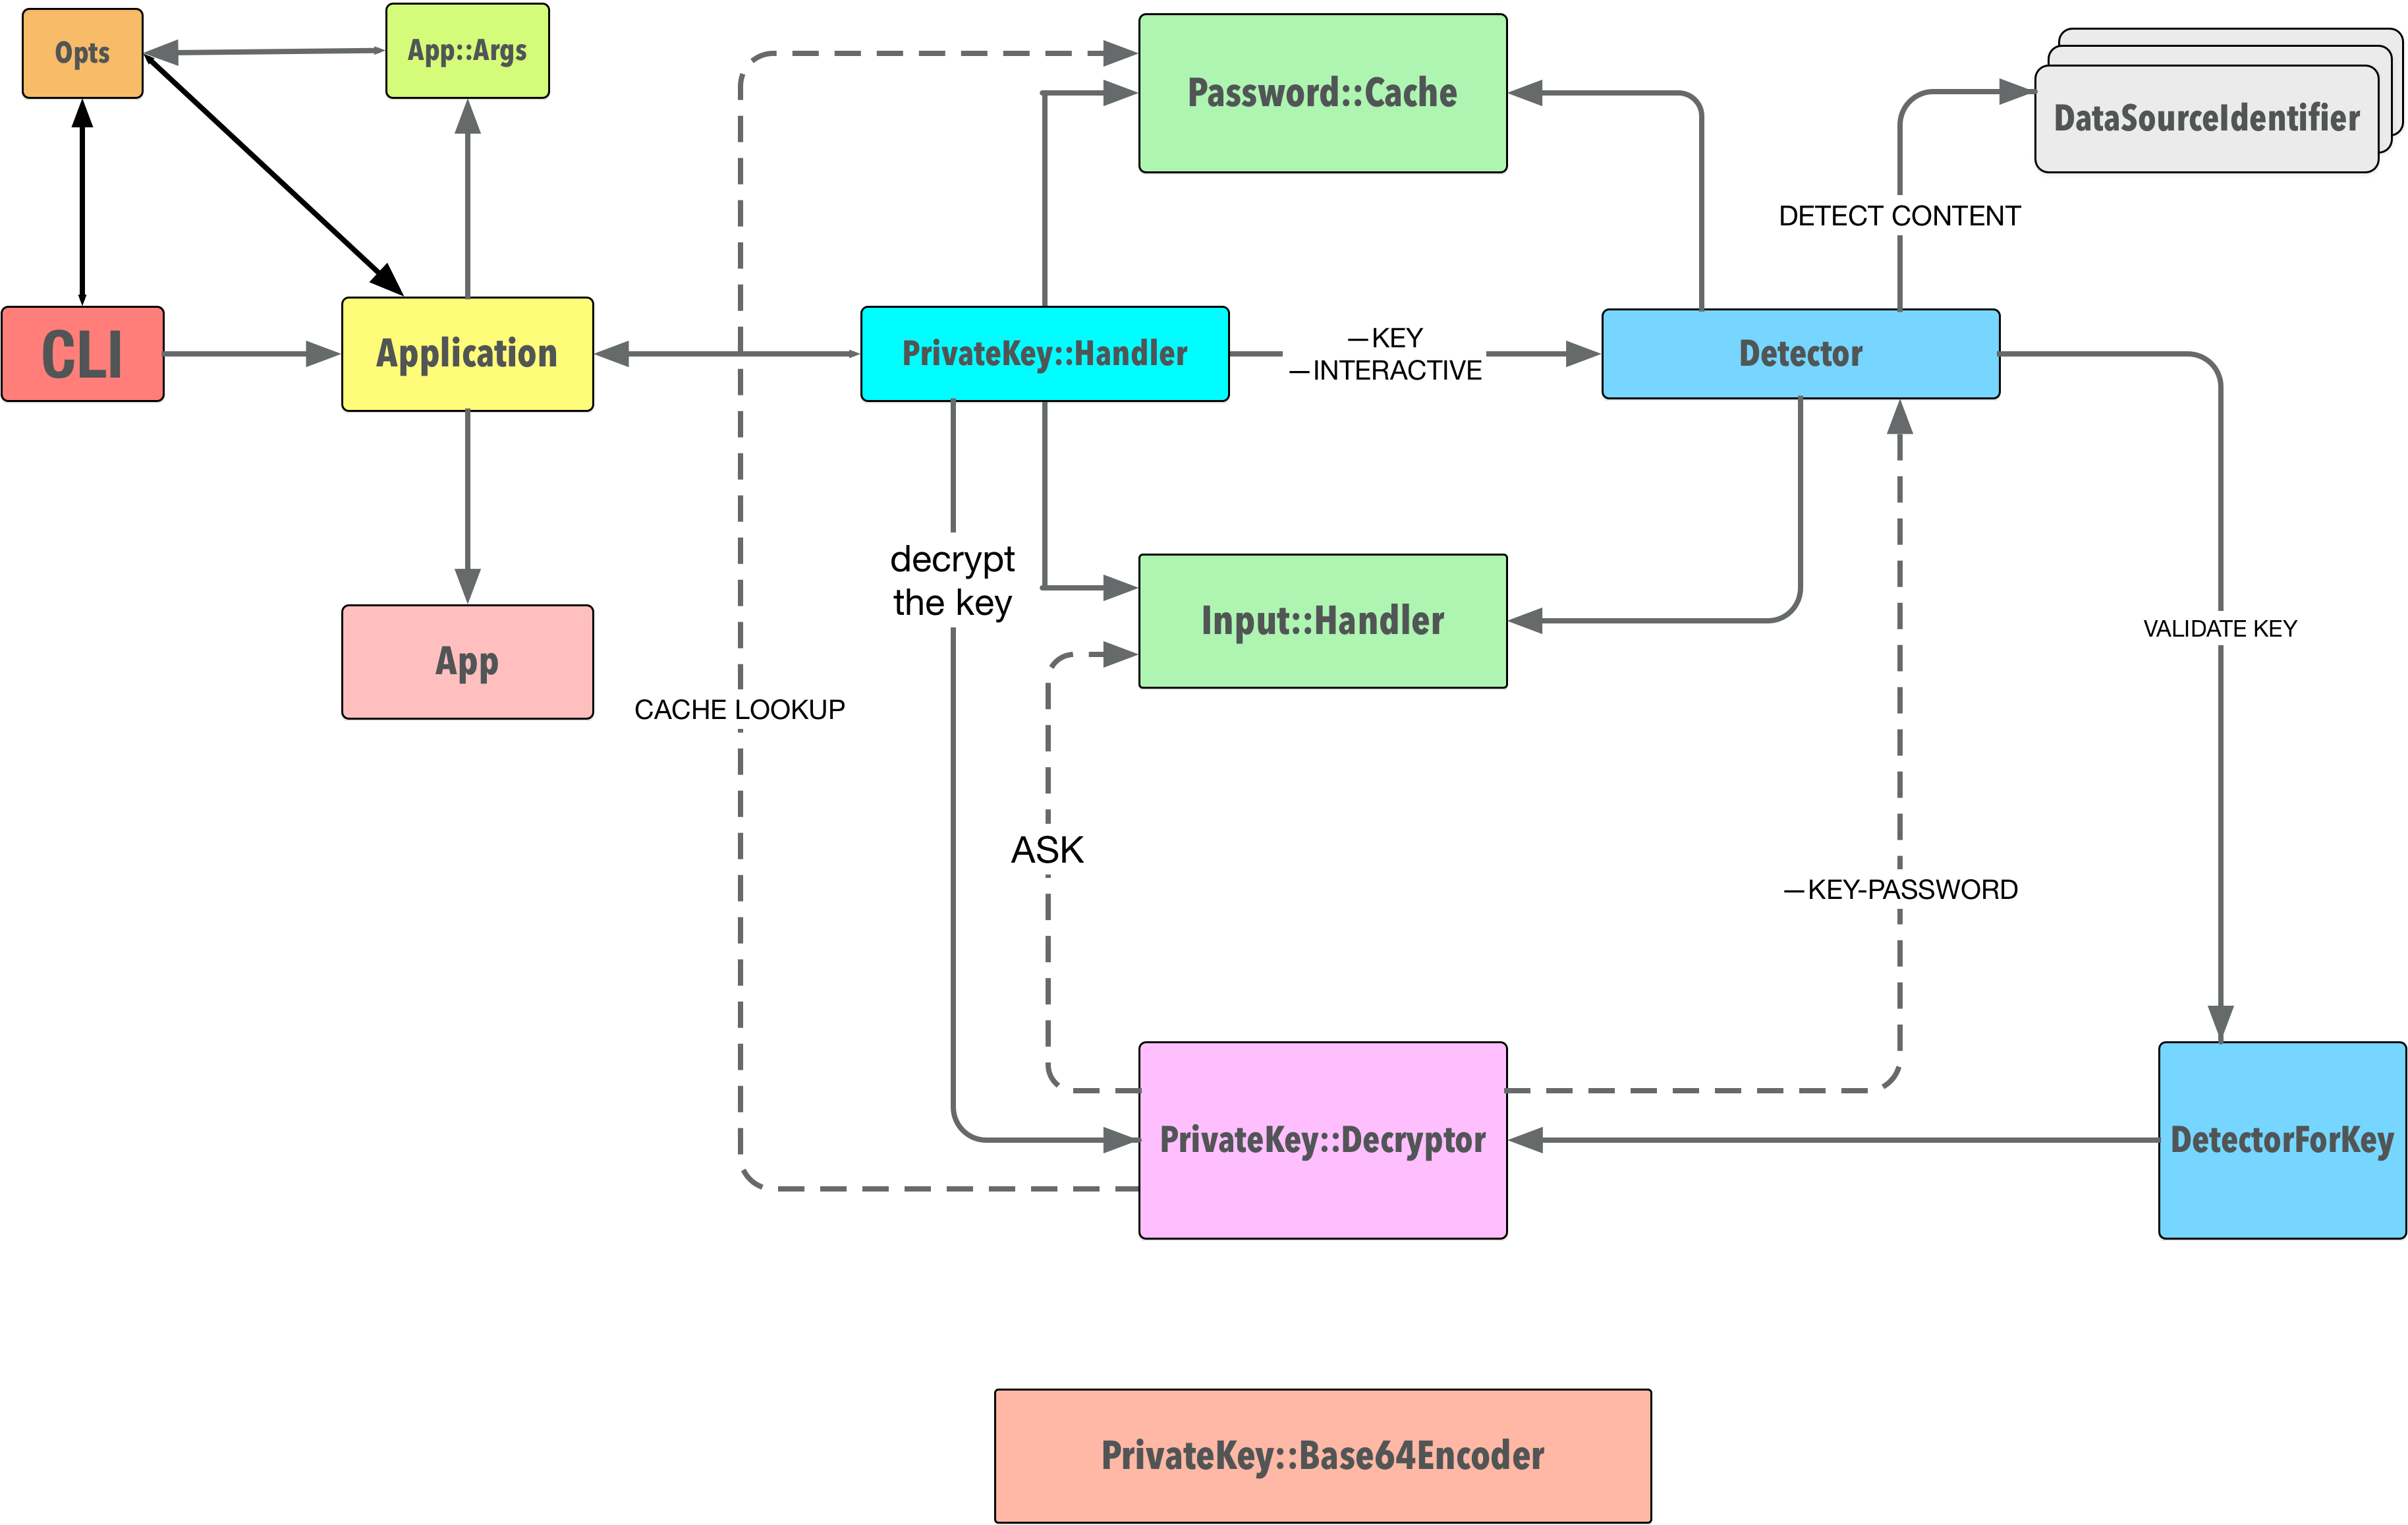 Opts
App::Args
Password::Cache
DataSourceIdentifier
DETECT CONTENT
CLI
Application
PrivateKey::Handler
—KEY
—INTERACTIVE
Detector
decrypt
the key
Input::Handler
VALIDATE KEY
App
CACHE LOOKUP
ASK
—KEY-PASSWORD
PrivateKey::Decryptor
DetectorForKey
PrivateKey::Base64Encoder